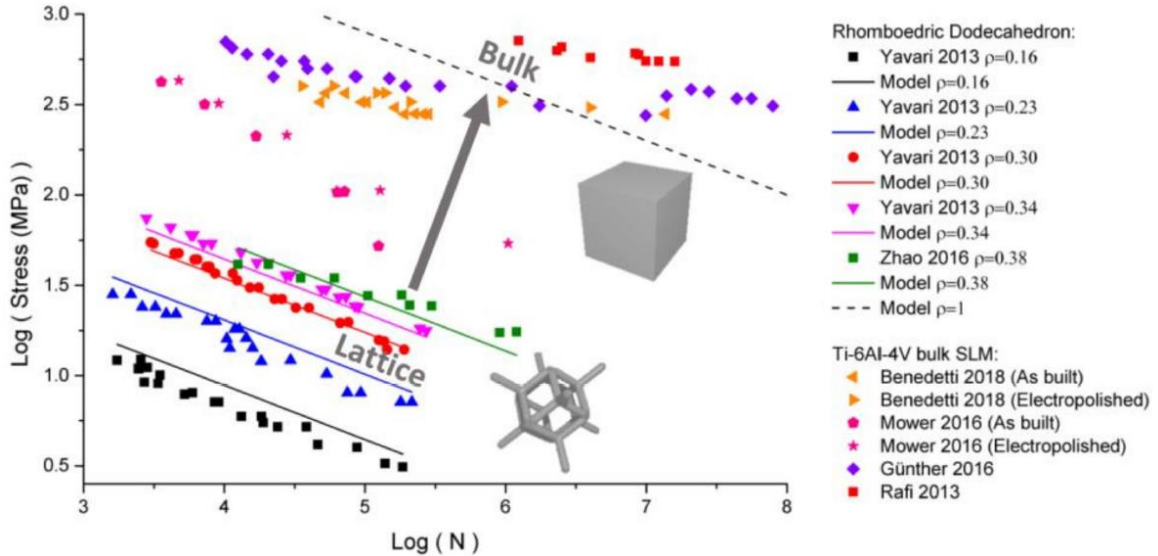 3.0
2.5
2.0
1.5
1.0
0.5
Log ( Stress (MPa))
3
4
5
6
7
8
Log ( N )
Bulk
Lattice
Rhomboedric Dodecahedron:
Yavari 2013 ρ=0.16
Model ρ=0.16
Yavari 2013 ρ=0.23
Model ρ=0.23
Yavari 2013 ρ=0.30
Model ρ=0.30
Yavari 2013 ρ=0.34
Model ρ=0.34
Zhao 2016 ρ=0.38
Model ρ=0.38
Model ρ=1
Ti-6Al-4V bulk SLM:
Benedetti 2018 (As built)
Benedetti 2018 (Electropolished)
Mower 2016 (As built)
Mower 2016 (Electropolished)
Günther 2016
Rafi 2013